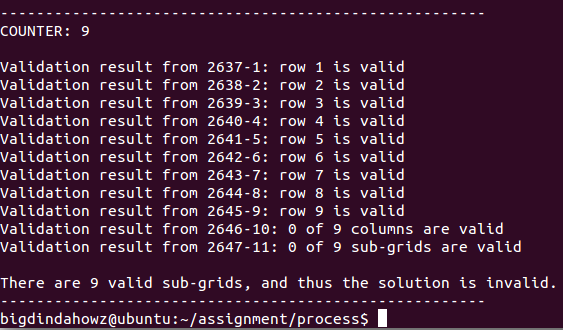 ------------------------------------------------------
COUNTER: 9
Validation result from 2637-1: row 1 is valid
Validation result from 2638-2: row 2 is valid
Validation result from 2639-3: row 3 is valid
Validation result from 2640-4: row 4 is valid
Validation result from 2641-5: row 5 is valid
Validation result from 2642-6: row 6 is valid
Validation result from 2643-7: row 7 is valid
Validation result from 2644-8: row 8 is valid
Validation result from 2645-9: row 9 is valid
Validation result from 2646-10: 0 of 9 columns are valid
Validation result from 2647-11: 0 of 9 sub-grids are valid
There are 9 valid sub-grids, and thus the solution is invalid.
------------------------------------------------------
bigdindahowz@ubuntu:~/assignment/process$